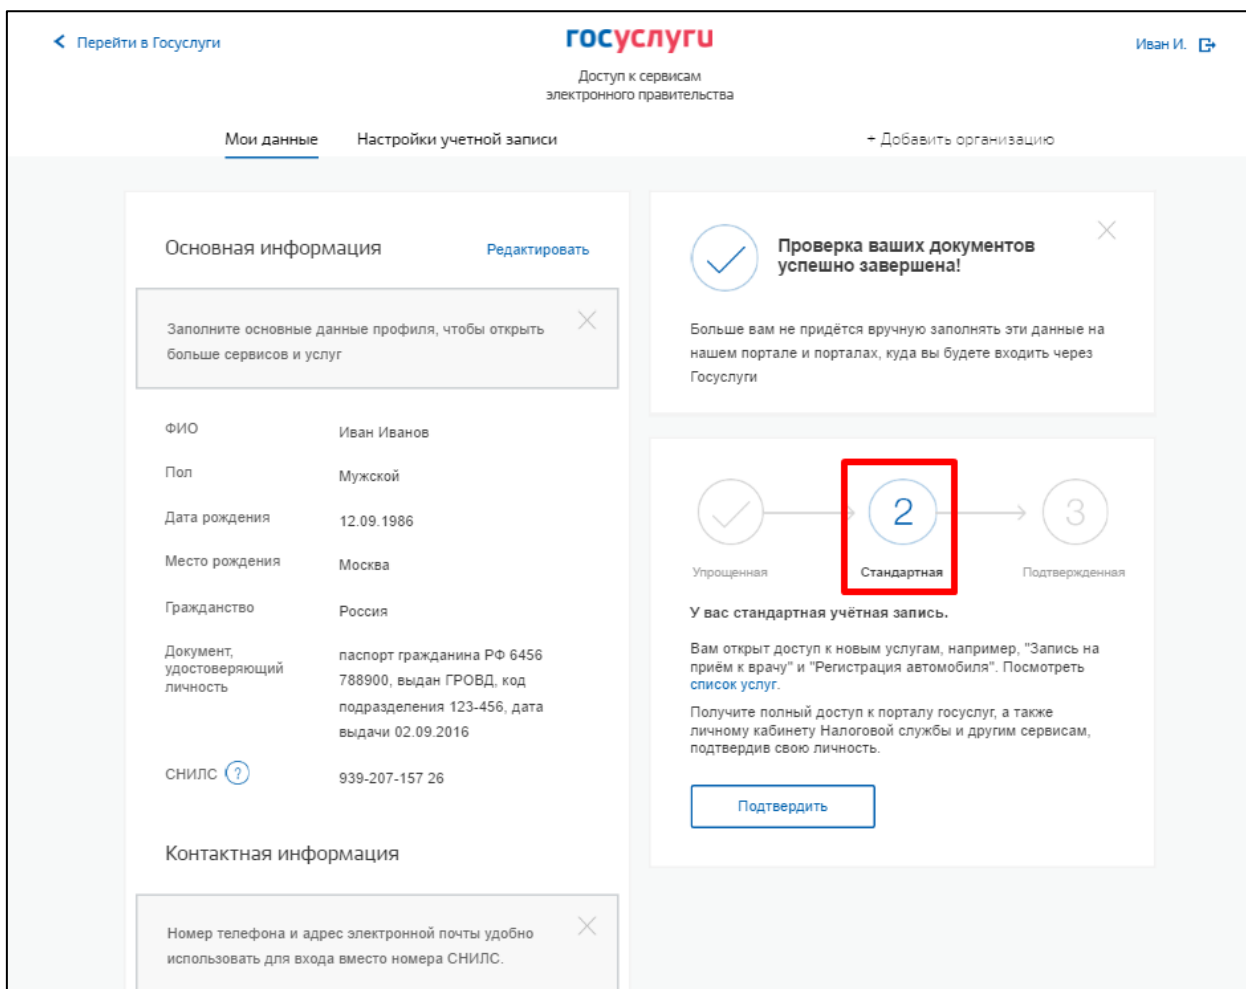 Перейти в Госуслуги
госуслуги
Иван И.
Доступ к сервисам
электронного правительства
Мои данные
Настройки учетной записи
+ Добавить организацию
Основная информация
Редактировать
Заполните основные данные профиля, чтобы открыть
больше сервисов и услуг
ФИО
Иван Иванов
Пол
Мужской
Дата рождения
12.09.1986
Место рождения
Москва
Гражданство
Россия
Документ,
удостоверяющий
личность
паспорт гражданина РФ 6456
788900, выдан ГРОВД, код
подразделения 123-456, дата
выдачи 02.09.2016
СНИЛС ?
939-207-157 26
Контактная информация
Номер телефона и адрес электронной почты удобно
использовать для входа вместо номера СНИЛС.
Проверка ваших документов
успешно завершена!
Больше вам не придётся вручную заполнять эти данные на
нашем портале и порталах, куда вы будете входить через
Госуслуги
2
3
Упрощенная
Стандартная
Подтвержденная
У вас стандартная учётная запись.
Вам открыт доступ к новым услугам, например, "Запись на
приём к врачу" и "Регистрация автомобиля". Посмотреть
список услуг.
Получите полный доступ к порталу госуслуг, а также
личному кабинету Налоговой службы и другим сервисам,
подтвердив свою личность.
Подтвердить